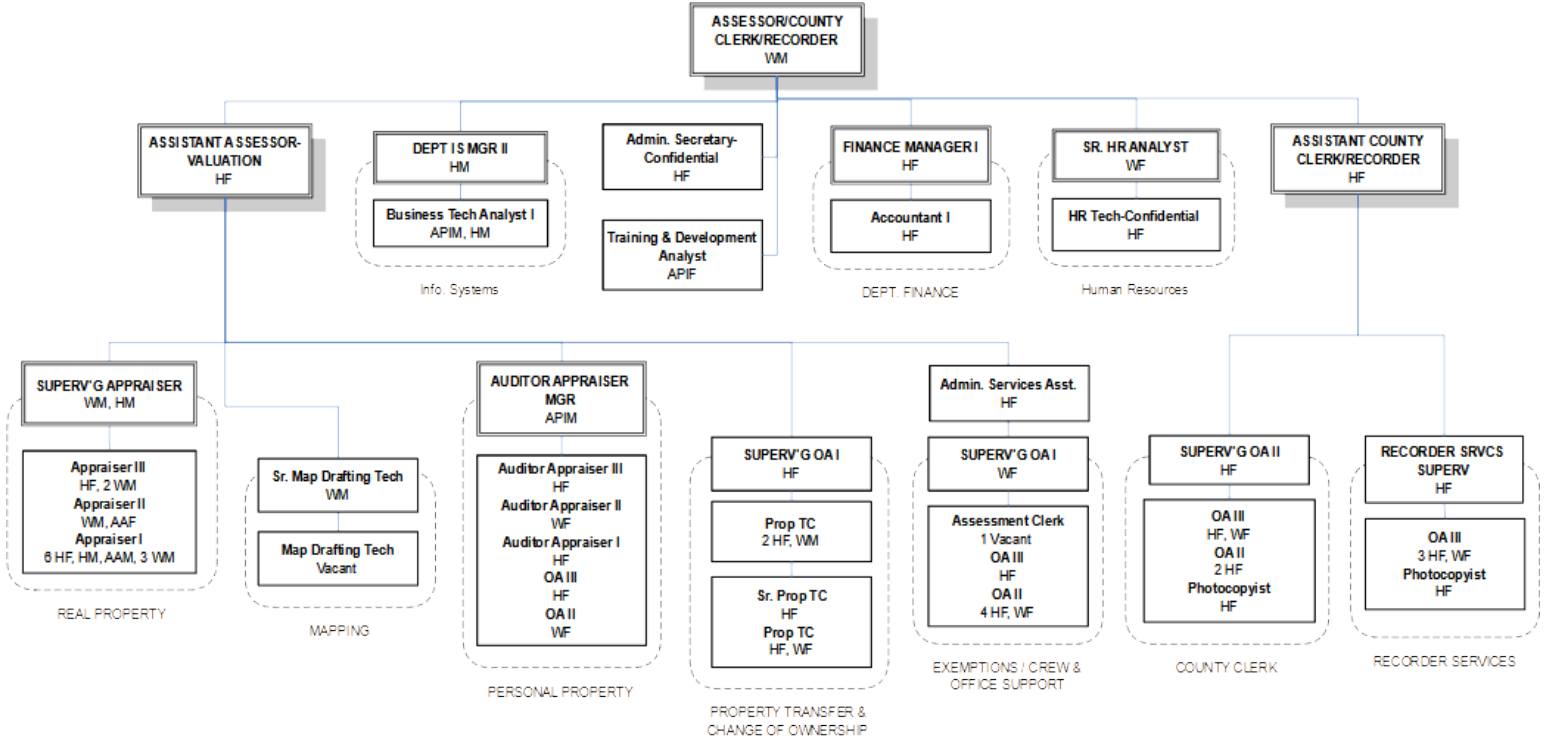 ASSESSOR/COUNTY
CLERK/RECORDER
WM
ASSISTANT ASSESSOR-
VALUATION
HF
DEPT IS MGR II
HM
Business Tech Analyst I
APIM, HM
Info. Systems
Admin. Secretary-
Confidential
HF
Training & Development
Analyst
APIF
FINANCE MANAGER I
HF
Accountant I
HF
DEPT. FINANCE
SR. HR ANALYST
WF
HR Tech-Confidential
HF
Human Resources
ASSISTANT COUNTY
CLERK/RECORDER
HF
SUPERV'G APPRAISER
WM, HM
Appraiser III
HF, 2 WM
Appraiser II
WM, AAF
Appraiser I
6 HF, HM, AAM, 3 WM
REAL PROPERTY
Sr. Map Drafting Tech
WM
Map Drafting Tech
Vacant
MAPPING
AUDITOR APPRAISER
MGR
APIM
Auditor Appraiser III
HF
Auditor Appraiser II
WF
Auditor Appraiser I
HF
OA III
HF
OA II
WF
PERSONAL PROPERTY
SUPERV'G OA I
HF
Prop TC
2 HF, WM
Sr. Prop TC
HF
Prop TC
HF, WF
PROPERTY TRANSFER &
CHANGE OF OWNERSHIP
Admin. Services Asst.
HF
SUPERV'G OA I
WF
Assessment Clerk
1 Vacant
OA III
HF
OA II
4 HF, WF
EXEMPTIONS / CREW &
OFFICE SUPPORT
SUPERV'G OA II
HF
OA III
HF, WF
OA II
2 HF
Photocopyist
HF
COUNTY CLERK
RECORDER SRVCS
SUPERV
HF
OA III
3 HF, WF
Photocopyist
HF
RECORDER SERVICES